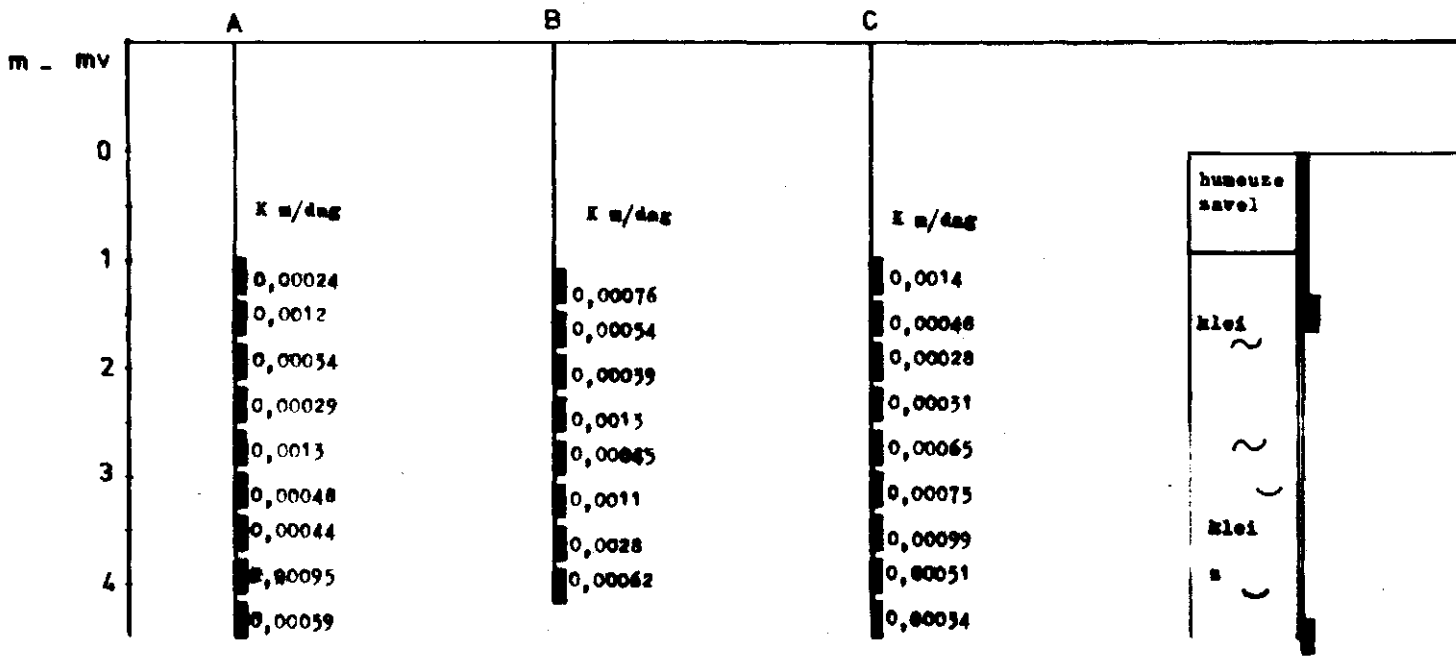 A B C
m - mv
0
humeuze
zavel
K m/dag K m/dag K m/dag
1
0,00024 0,00076 0,0014
0,0012 0,00054 0,00048
klei
2
0,00034 0,00039 0,00028
0,00029 0,0013 0,00031
0,0013 0,00065
3
0,00048 0,0011 0,00075
0,00044 0,0028 0,00099
klei
4
0,00062 0,00051
z
0,00059 0,00034